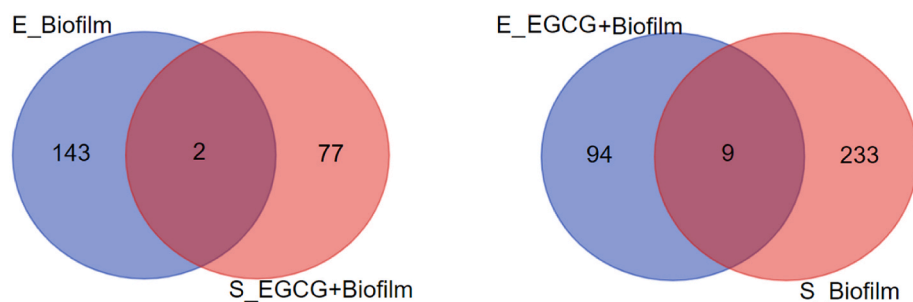 E_Biofilm
143
2
77
S_EGCG+Biofilm
E_EGCG+Biofilm
94
9
233
S_Biofilm